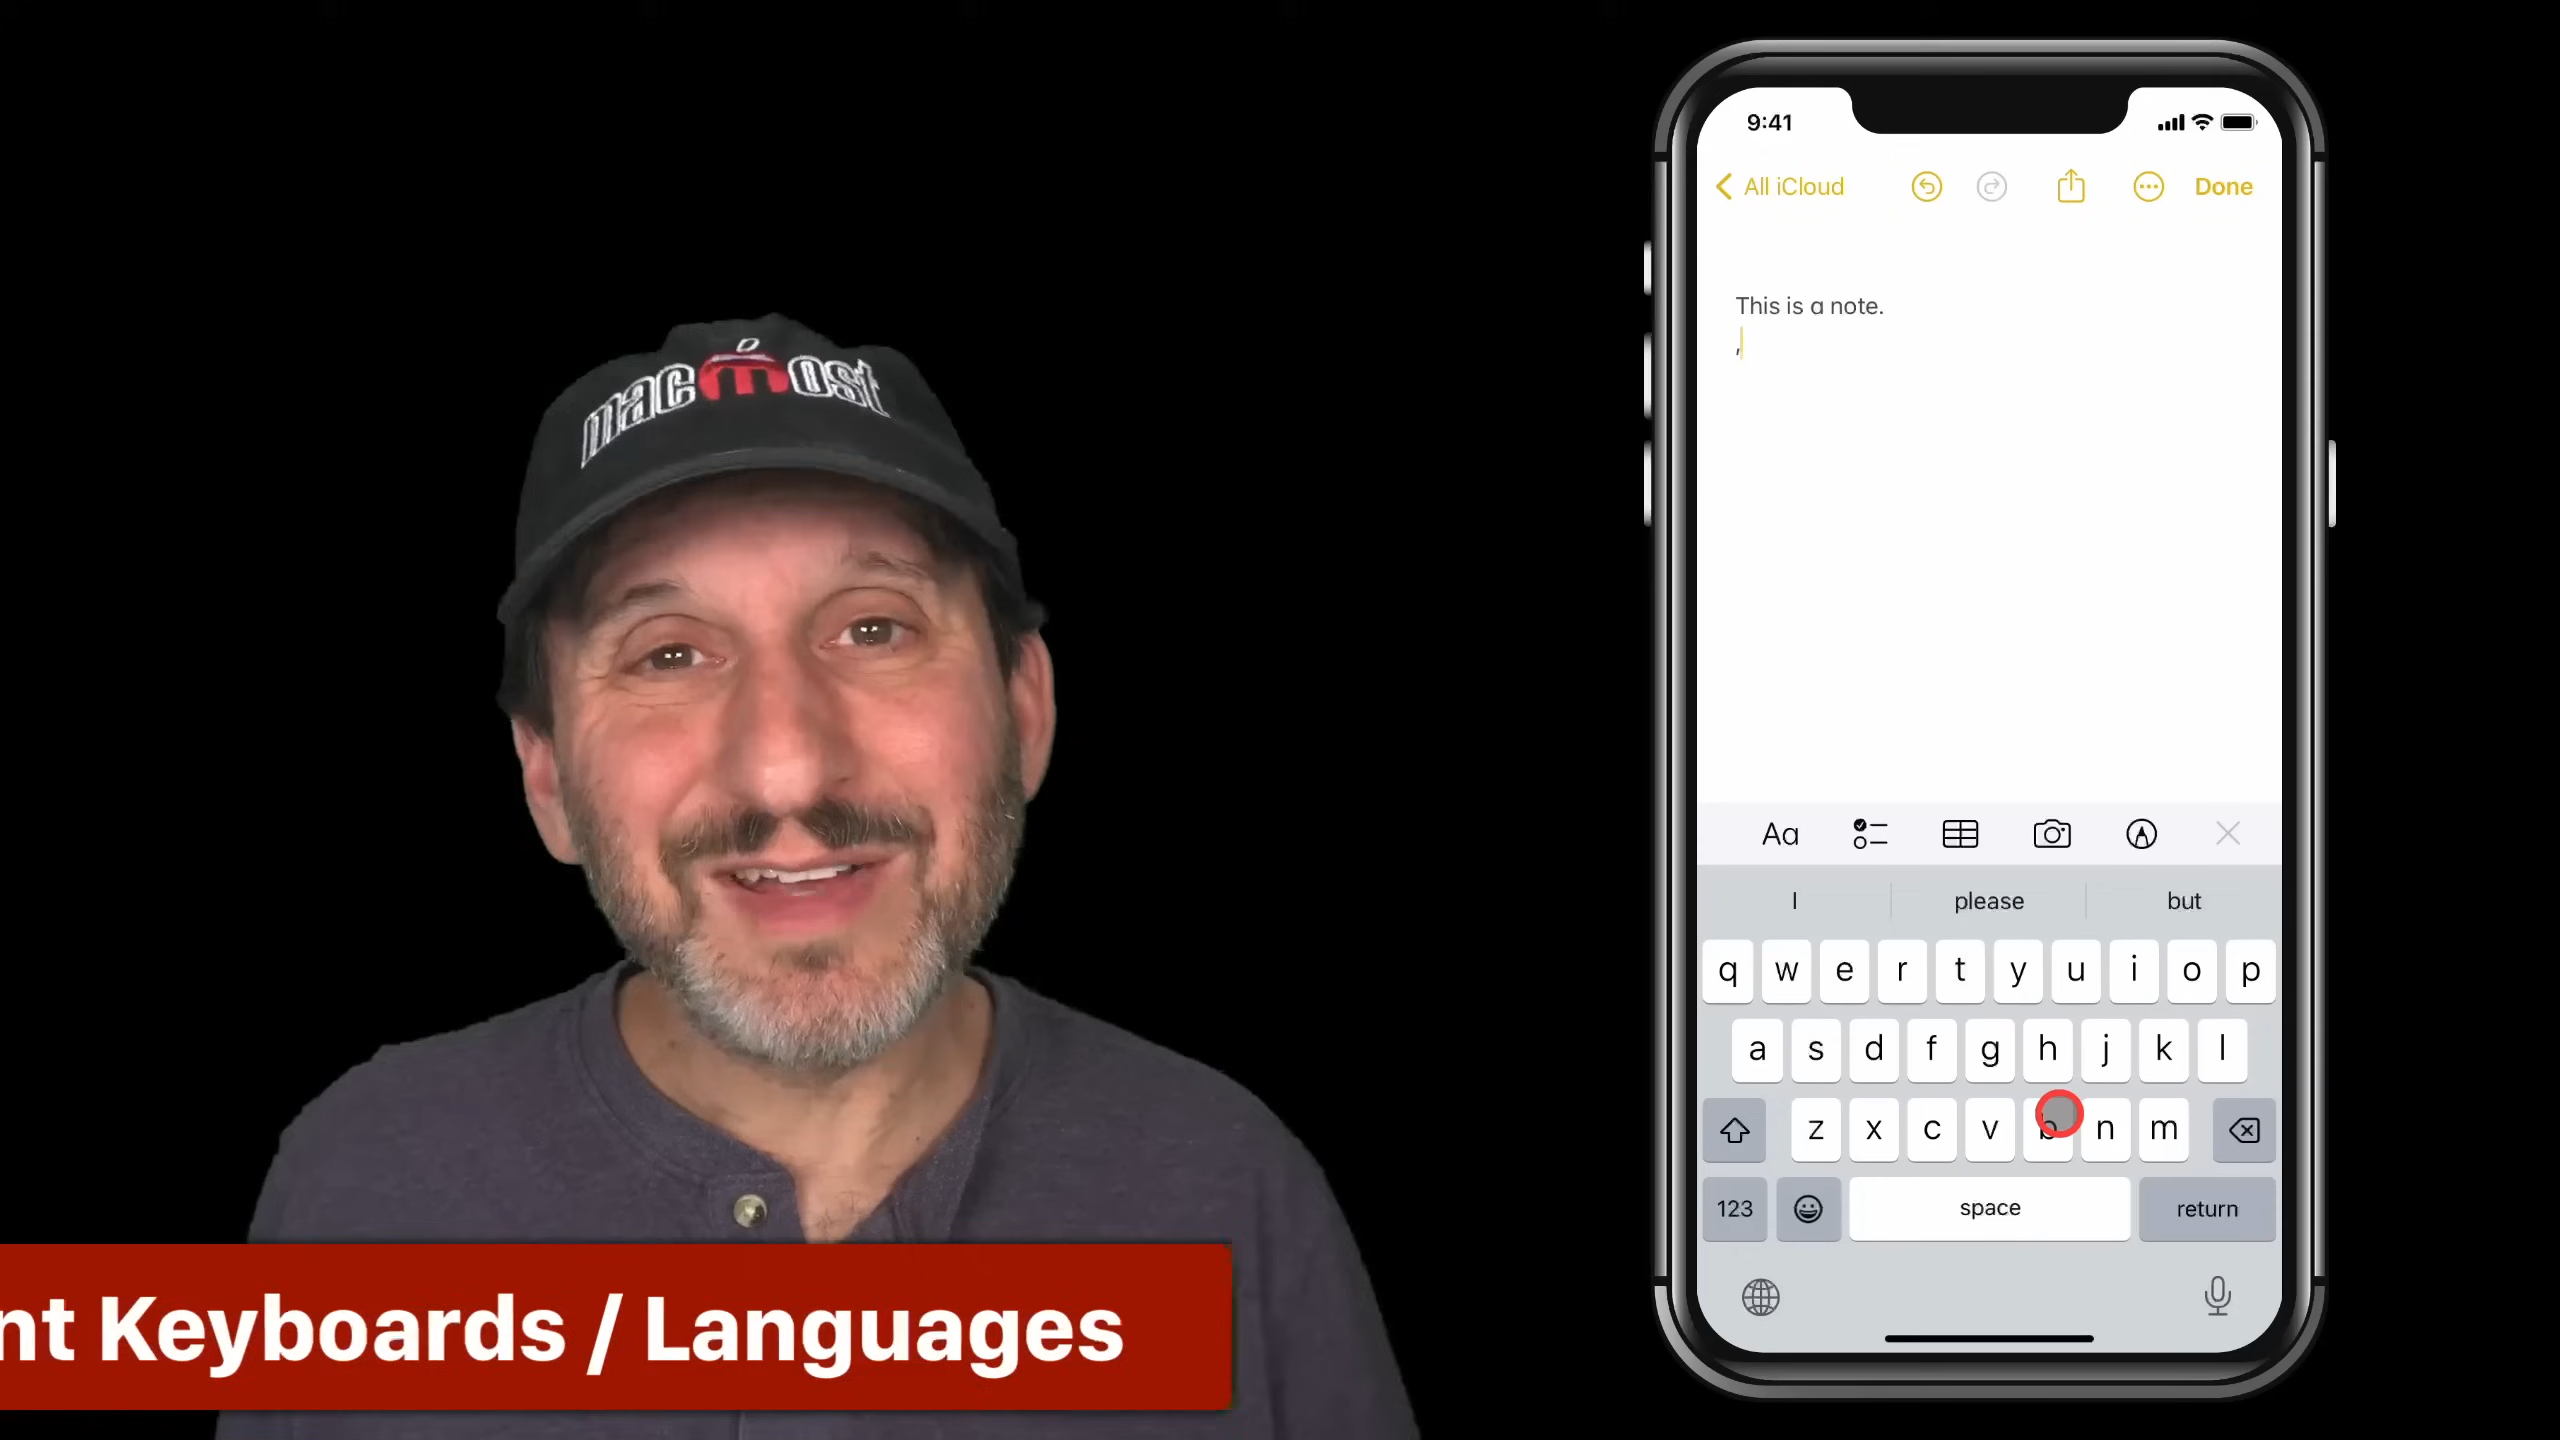 macmost
nt Keyboards / Languages
9:41
All iCloud
Done
This is a note.
,
Aa
I please but
q w e r t y u i o p
a s d f g h j k l
z x c v b n m
123 space return